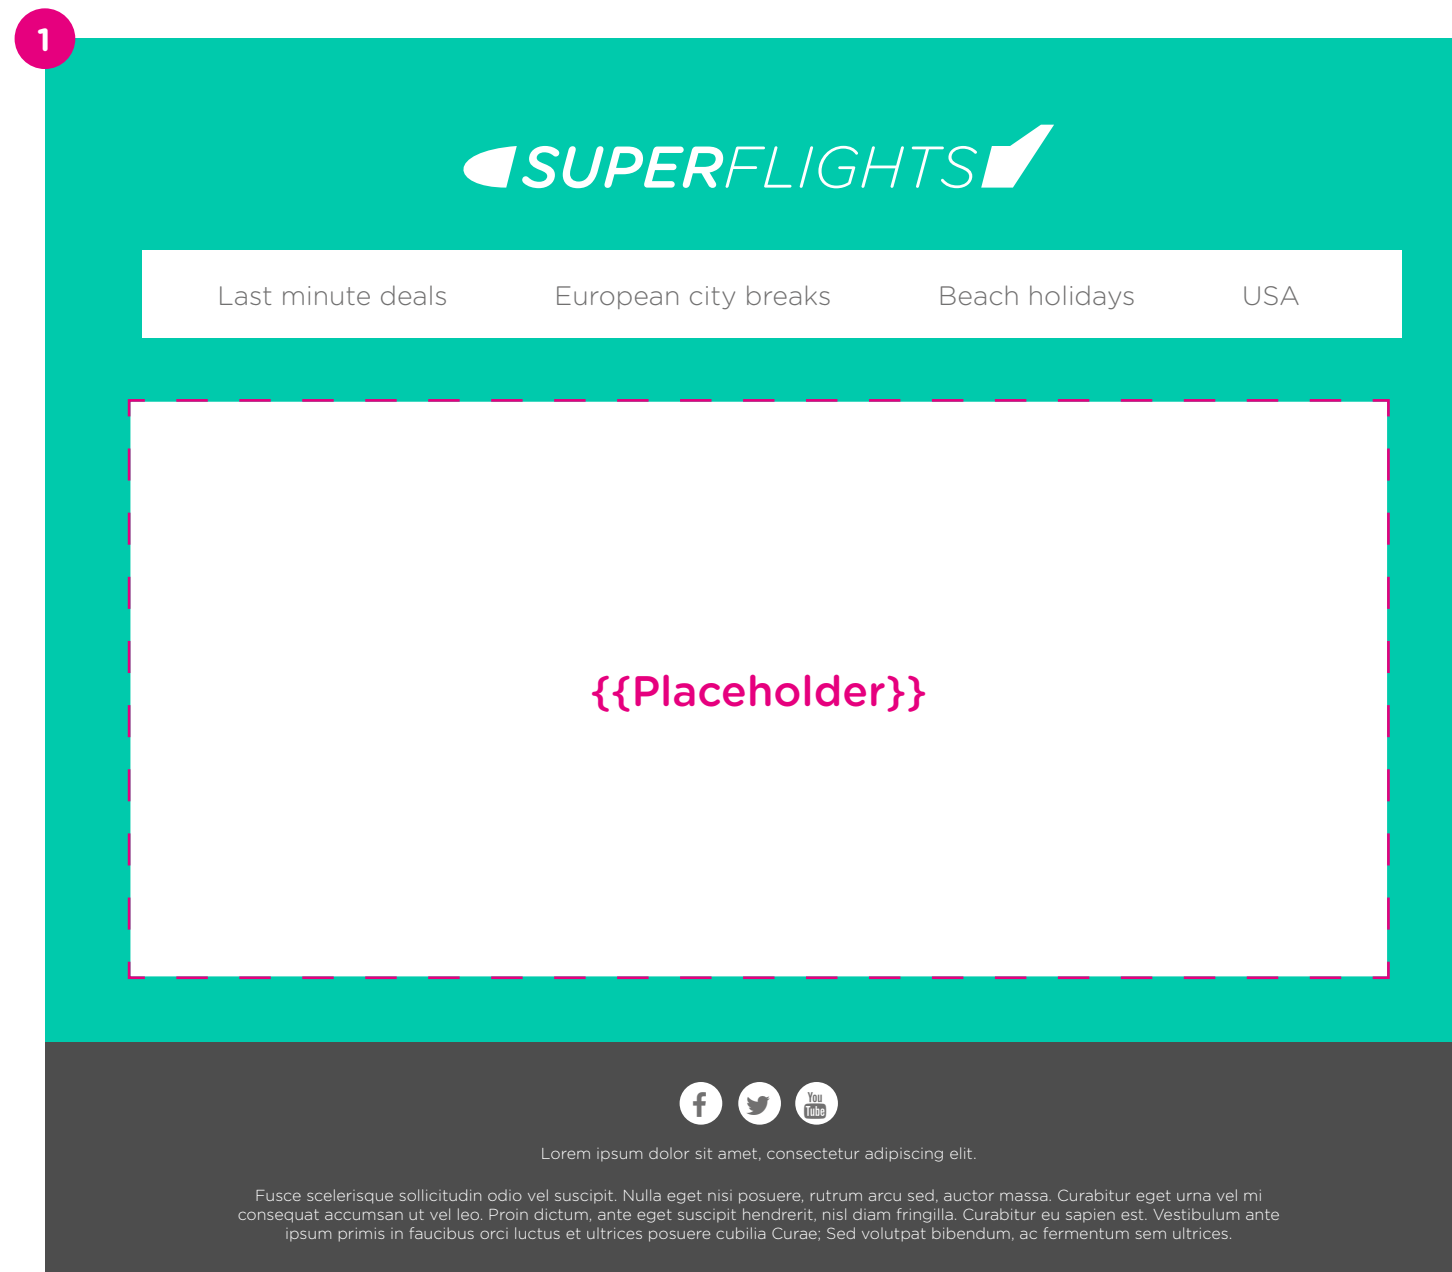 1
SUPERFLIGHTS
Last minute deals European city breaks Beach holidays USA
{{Placeholder}}
f You Tube
Lorem ipsum dolor sit amet, consectetur adipiscing elit.
Fusce scelerisque sollicitudin odio vel suscipit. Nulla eget nisi posuere, rutrum arcu sed, auctor massa. Curabitur eget urna vel mi
consequat accumsan ut vel leo. Proin dictum, ante eget suscipit hendrerit, nisl diam fringilla. Curabitur eu sapien est. Vestibulum ante
ipsum primis in faucibus orci luctus et ultrices posuere cubilia Curae; Sed volutpat bibendum, ac fermentum sem ultrices.